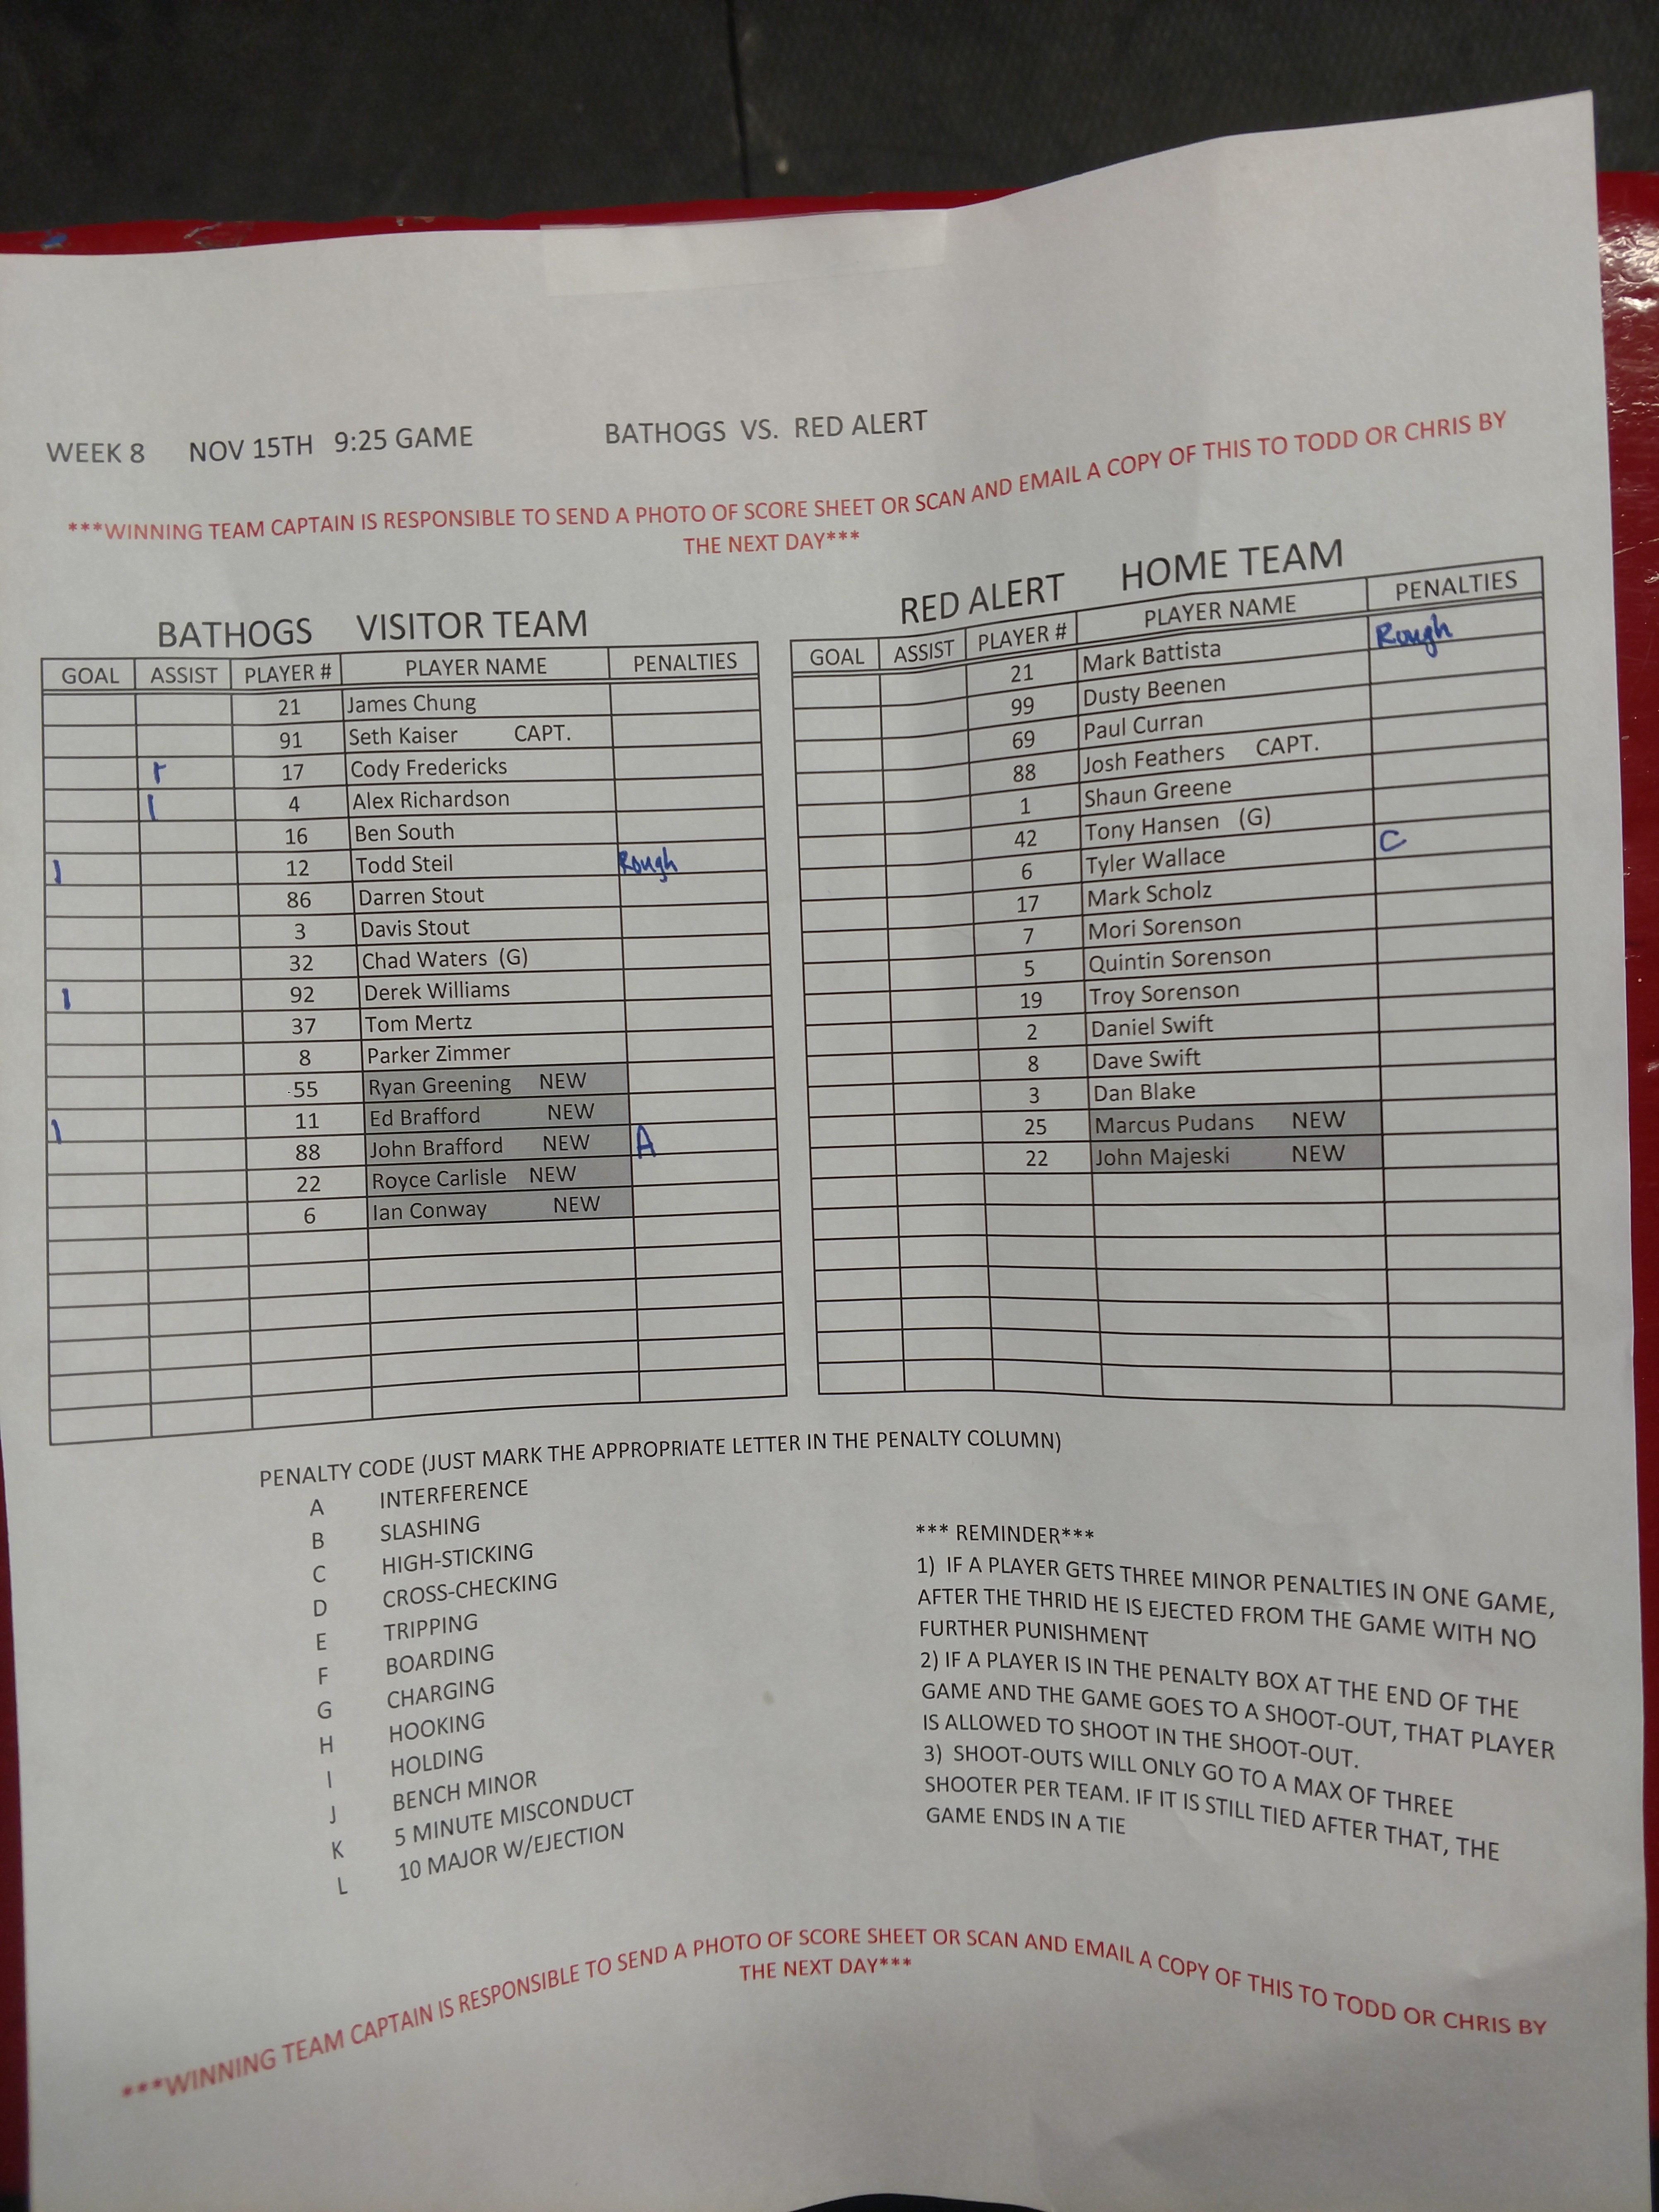 WEEK 8 NOV 15TH 9:25 GAME BATHOGS VS. RED ALERT
***WINNING TEAM CAPTAIN IS RESPONSIBLE TO SEND A PHOTO OF SCORE SHEET OR SCAN AND EMAIL A COPY OF THIS TO TODD OR CHRIS BY
THE NEXT DAY***
BATHOGS VISITOR TEAM
GOAL ASSIST PLAYER # PLAYER NAME PENALTIES
21 James Chung
91 Seth Kaiser CAPT.
1 17 Cody Fredericks
1 4 Alex Richardson
16 Ben South
1 12 Todd Steil Rough
86 Darren Stout
3 Davis Stout
32 Chad Waters (G)
1 92 Derek Williams
37 Tom Mertz
8 Parker Zimmer
55 Ryan Greening NEW
1 11 Ed Brafford NEW
88 John Brafford NEW A
22 Royce Carlisle NEW
6 Ian Conway NEW
RED ALERT HOME TEAM
GOAL ASSIST PLAYER # PLAYER NAME PENALTIES
21 Mark Battista Rough
99 Dusty Beenen
69 Paul Curran
88 Josh Feathers CAPT.
1 Shaun Greene
42 Tony Hansen (G)
6 Tyler Wallace C
17 Mark Scholz
7 Mori Sorenson
5 Quintin Sorenson
19 Troy Sorenson
2 Daniel Swift
8 Dave Swift
3 Dan Blake
25 Marcus Pudans NEW
22 John Majeski NEW
PENALTY CODE (JUST MARK THE APPROPRIATE LETTER IN THE PENALTY COLUMN)
A INTERFERENCE
B SLASHING
C HIGH-STICKING
D CROSS-CHECKING
E TRIPPING
F BOARDING
G CHARGING
H HOOKING
I HOLDING
J BENCH MINOR
K 5 MINUTE MISCONDUCT
L 10 MAJOR W/EJECTION
*** REMINDER***
1) IF A PLAYER GETS THREE MINOR PENALTIES IN ONE GAME,
AFTER THE THRID HE IS EJECTED FROM THE GAME WITH NO
FURTHER PUNISHMENT
2) IF A PLAYER IS IN THE PENALTY BOX AT THE END OF THE
GAME AND THE GAME GOES TO A SHOOT-OUT, THAT PLAYER
IS ALLOWED TO SHOOT IN THE SHOOT-OUT.
3) SHOOT-OUTS WILL ONLY GO TO A MAX OF THREE
SHOOTER PER TEAM. IF IT IS STILL TIED AFTER THAT, THE
GAME ENDS IN A TIE
***WINNING TEAM CAPTAIN IS RESPONSIBLE TO SEND A PHOTO OF SCORE SHEET OR SCAN AND EMAIL A COPY OF THIS TO TODD OR CHRIS BY
THE NEXT DAY***